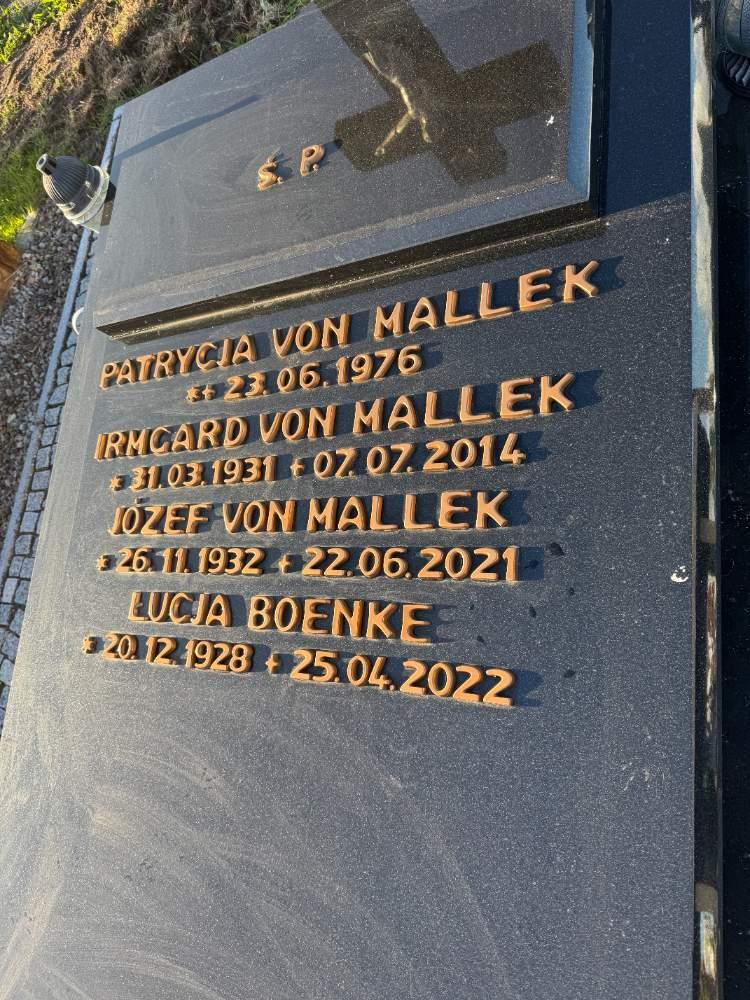 Ś. P.
PATRYCJA VON MALLEK
*+ 23.06.1976
IRMGARD VON MALLEK
* 31.03.1931 + 07.07.2014
JÓZEF VON MALLEK
* 26.11.1932 + 22.06.2021
ŁUCJA BOENKE
* 20.12.1928 + 25.04.2022